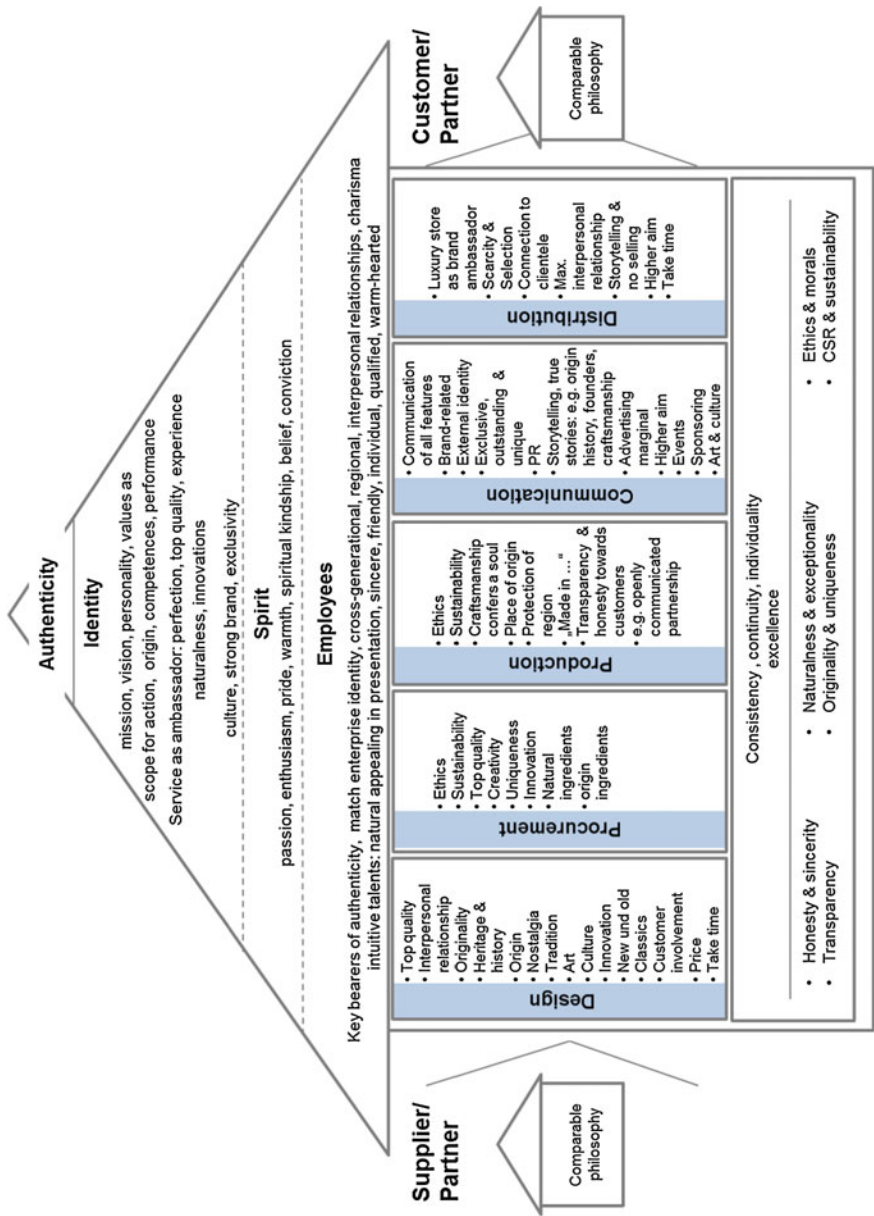 Authenticity
Identity
mission, vision, personality, values as
scope for action, origin, competences, performance
Service as ambassador: perfection, top quality, experience
naturalness, innovations
culture, strong brand, exclusivity
Spirit
passion, enthusiasm, pride, warmth, spiritual kindship, belief, conviction
Employees
Key bearers of authenticity, match enterprise identity, cross-generational, regional, interpersonal relationships, charisma
intuitive talents: natural appealing in presentation, sincere, friendly, individual, qualified, warm-hearted
Supplier/
Partner
Comparable
philosophy
Design
• Top quality
• Interpersonal
relationship
• Originality
• Heritage &
history
• Origin
• Nostalgia
• Tradition
• Art
• Culture
• Innovation
• New und old
• Classics
• Customer
involvement
• Price
• Take time
Procurement
• Ethics
• Sustainability
• Top quality
• Creativity
• Uniqueness
• Innovation
• Natural
ingredients
• origin
ingredients
Production
• Ethics
• Sustainability
• Craftsmanship
confers a soul
• Place of origin
• Protection of
region
• „Made in ...“
• Transparency &
honesty towards
customers
• e.g. openly
communicated
partnership
Communication
• Communication
of all features
• Brand-related
• External identity
• Exclusive,
outstanding &
unique
• PR
• Storytelling, true
stories: e.g. origin
history, founders,
craftsmanship
• Advertising
marginal
• Higher aim
• Events
• Sponsoring
• Art & culture
Distribution
• Luxury store
as brand
ambassador
• Scarcity &
Selection
• Connection to
clientele
• Max.
interpersonal
relationship
• Storytelling &
no selling
• Higher aim
• Take time
Customer/
Partner
Comparable
philosophy
Consistency, continuity, individuality
excellence
• Honesty & sincerity
• Transparency
• Naturalness & exceptionality
• Originality & uniqueness
• Ethics & morals
• CSR & sustainability